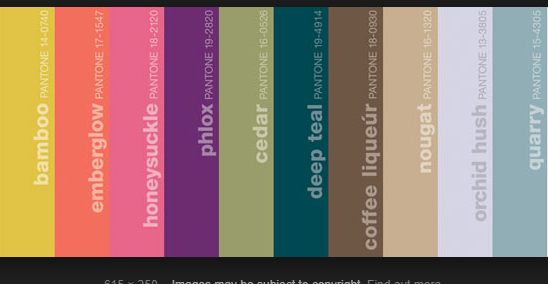 bamboo PANTONE 14-0740
emberglow PANTONE 17-1547
honeysuckle PANTONE 18-2120
phlox PANTONE 19-2820
cedar PANTONE 16-0526
deep teal PANTONE 19-4914
coffee liqueúr PANTONE 18-0930
nougat PANTONE 16-1320
orchid hush PANTONE 13-3805
quarry PANTONE 15-4305
615 × 350 Images may be subject to copyright. Find out more